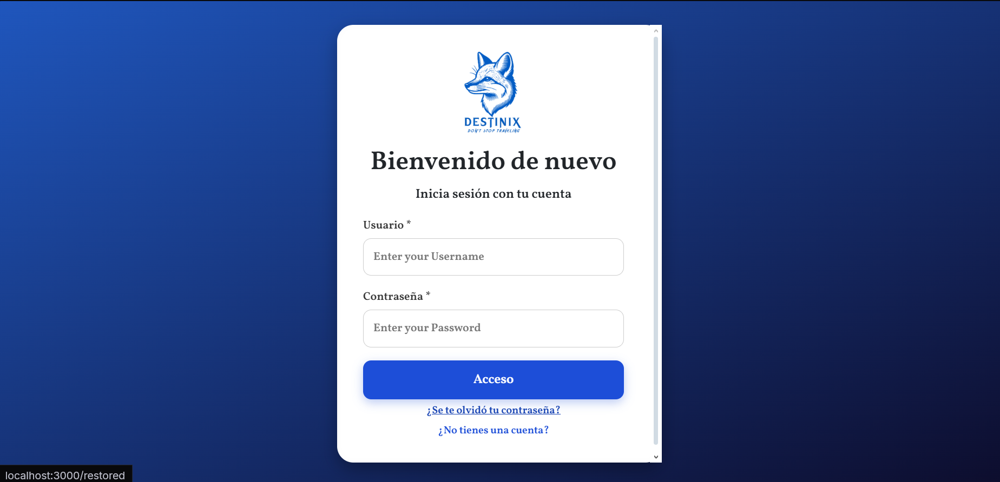 DESTINIX
DON'T STOP TRAVELING
Bienvenido de nuevo
Inicia sesión con tu cuenta
Usuario *
Enter your Username
Contraseña *
Enter your Password
Acceso
¿Se te olvidó tu contraseña?
¿No tienes una cuenta?
localhost:3000/restored